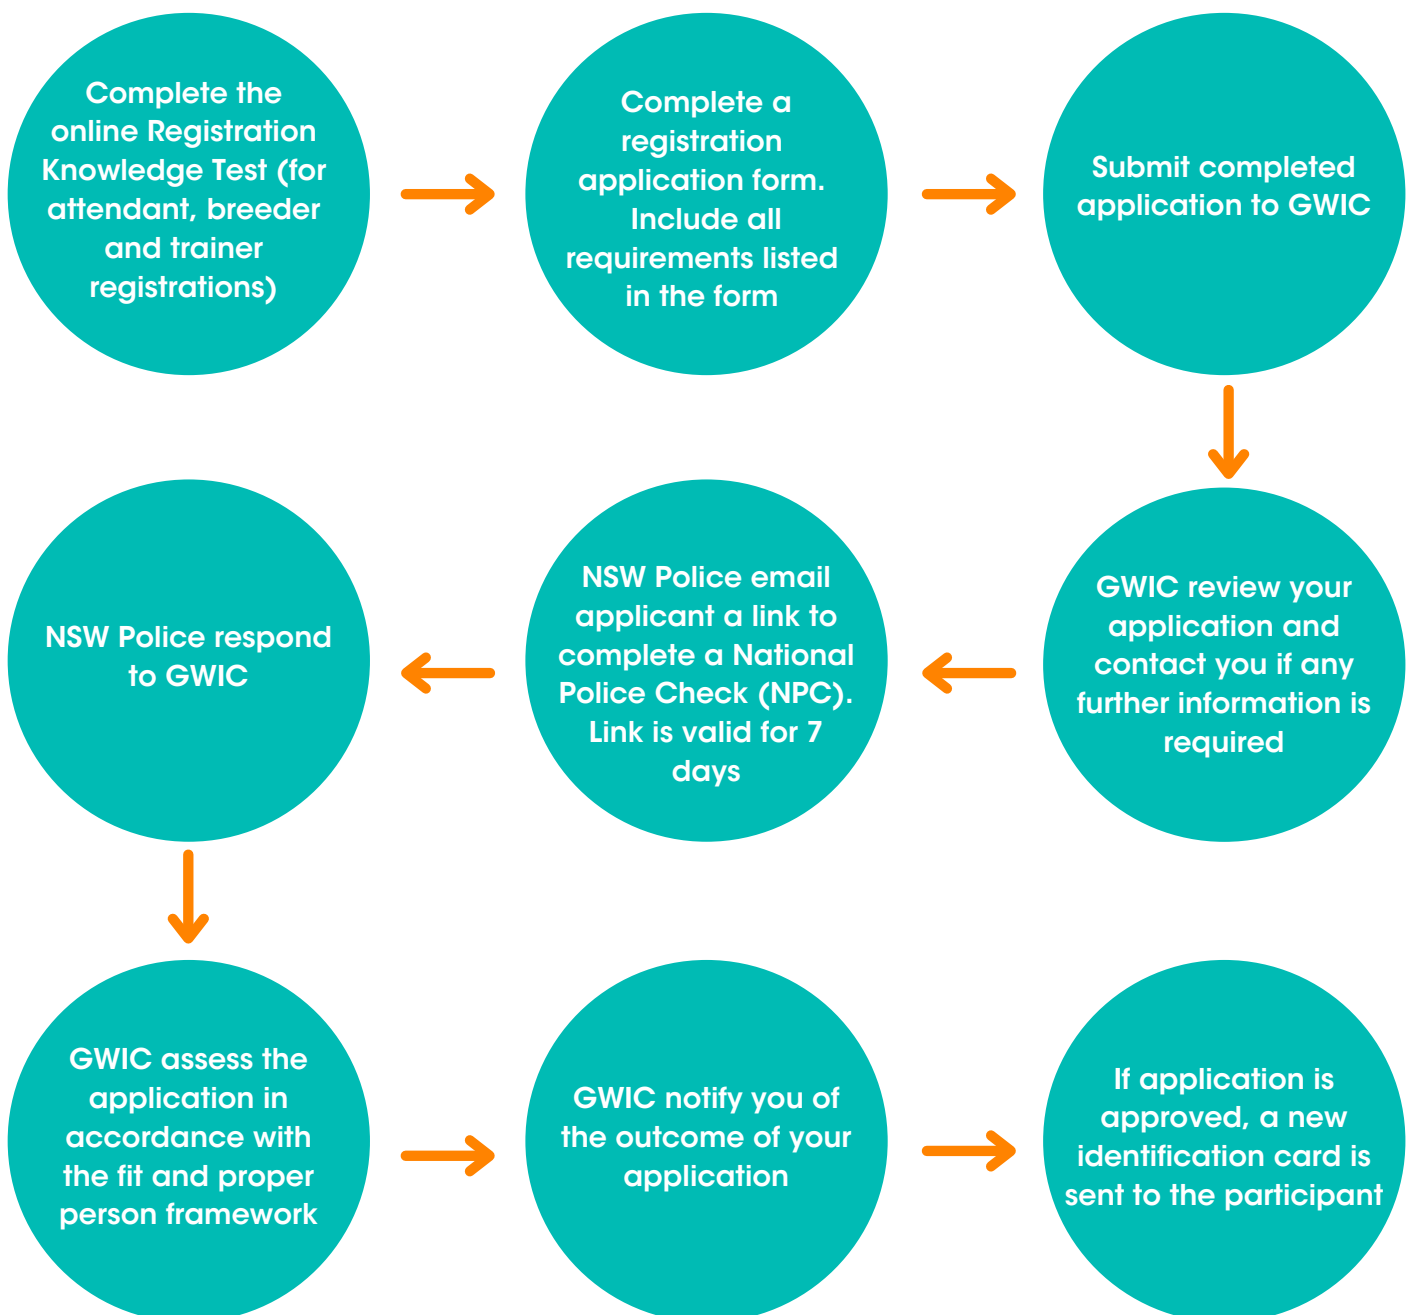 Complete the
online Registration
Knowledge Test (for
attendant, breeder
and trainer
registrations)
Complete a
registration
application form.
Include all
requirements listed
in the form
Submit completed
application to GWIC
GWIC review your
application and
contact you if any
further information is
required
NSW Police email
applicant a link to
complete a National
Police Check (NPC).
Link is valid for 7
days
NSW Police respond
to GWIC
GWIC assess the
application in
accordance with
the fit and proper
person framework
GWIC notify you of
the outcome of your
application
If application is
approved, a new
identification card is
sent to the participant